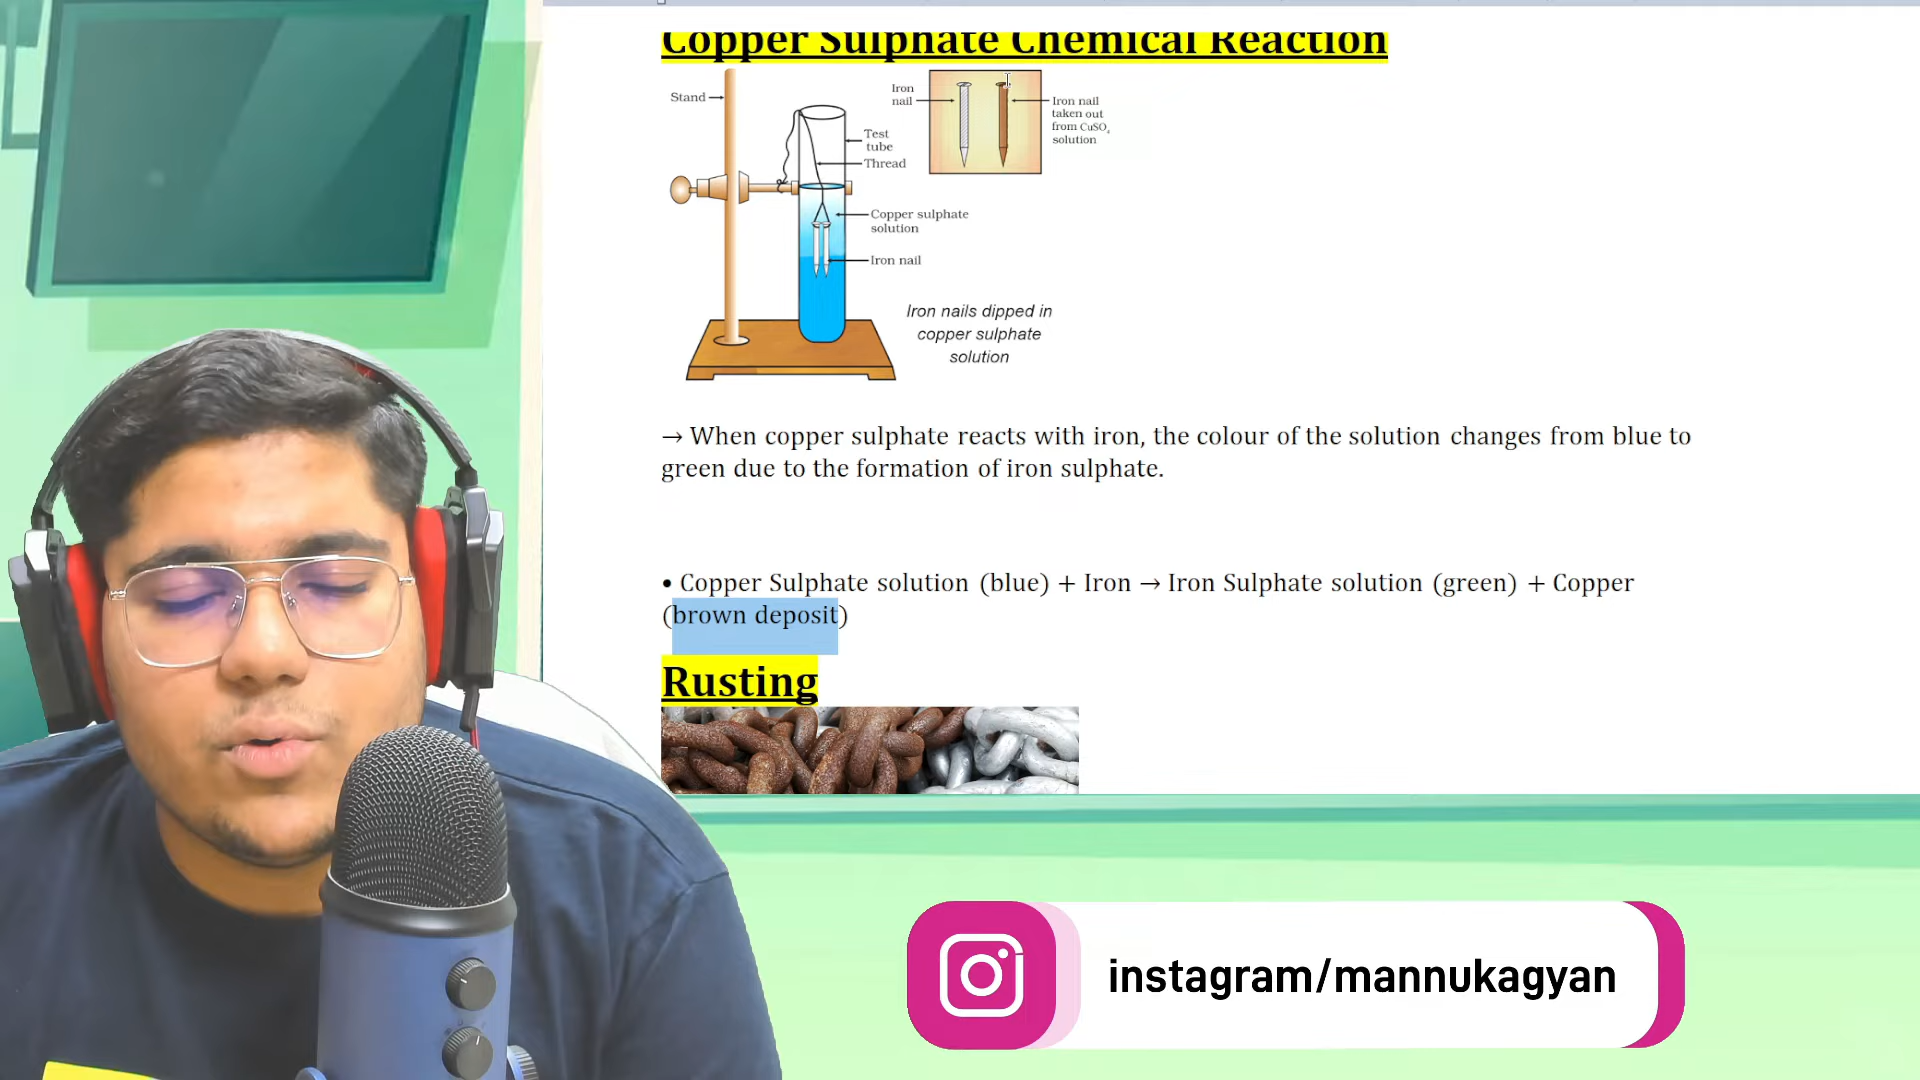 Copper Sulphate Chemical Reaction
Stand
Iron
nail
Iron nail
taken out
from CuSO4
solution
Test
tube
Thread
Copper sulphate
solution
Iron nail
Iron nails dipped in
copper sulphate
solution
→ When copper sulphate reacts with iron, the colour of the solution changes from blue to
green due to the formation of iron sulphate.
• Copper Sulphate solution (blue) + Iron → Iron Sulphate solution (green) + Copper
(brown deposit)
Rusting
instagram/mannukagyan